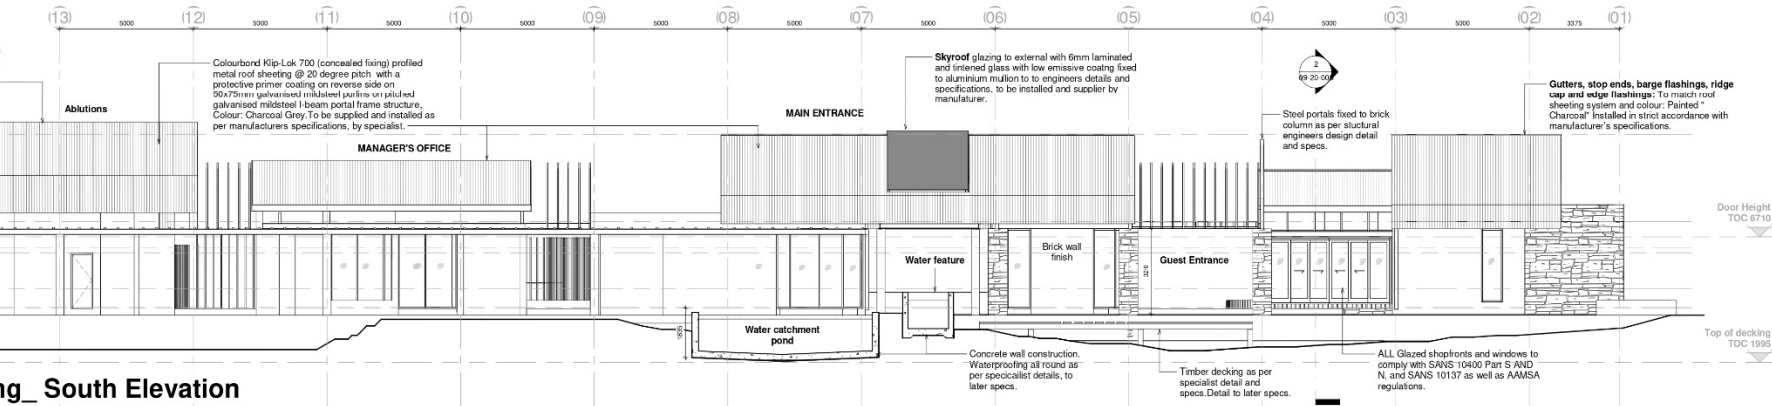 (13) (12) (11) (10) (09) (08) (07) (06) (05) (04) (03) (02) (01)
5000 5000 5000 5000 5000 5000 5000 5000 5000 3375
Colourbond Klip-Lok 700 (concealed fixing) profiled
metal roof sheeting @ 20 degree pitch with a
protective primer coating on reverse side on
50x75mm galvanised mildsteel purlins on pitched
galvanised mildsteel I-beam portal frame structure,
Colour: Charcoal Grey.To be supplied and installed as
per manufacturers specifications, by specialist.
Ablutions
MANAGER'S OFFICE
MAIN ENTRANCE
Skyroof glazing to external with 6mm laminated
and tintened glass with low emissive coatng fixed
to aluminium mullion to to engineers details and
specifications, to be installed and supplier by
manufaturer.
2
09 20 000
Steel portals fixed to brick
column as per stuctural
engineers design detail
and specs.
Gutters, stop ends, barge flashings, ridge
cap and edge flashings: To match roof
sheeting system and colour: Painted "
Charcoal" Installed in strict accordance with
manufacturer's specifications.
Door Height
TOC 6710
Water feature
Brick wall
finish
Guest Entrance
3210
Water catchment
pond
1835
Top of decking
TOC 1995
Concrete wall construction.
Waterproofing all round as
per specicailist details, to
later specs.
Timber decking as per
specialist detail and
specs.Detail to later specs.
ALL Glazed shopfronts and windows to
comply with SANS 10400 Part S AND
N, and SANS 10137 as well as AAMSA
regulations.
ng_ South Elevation